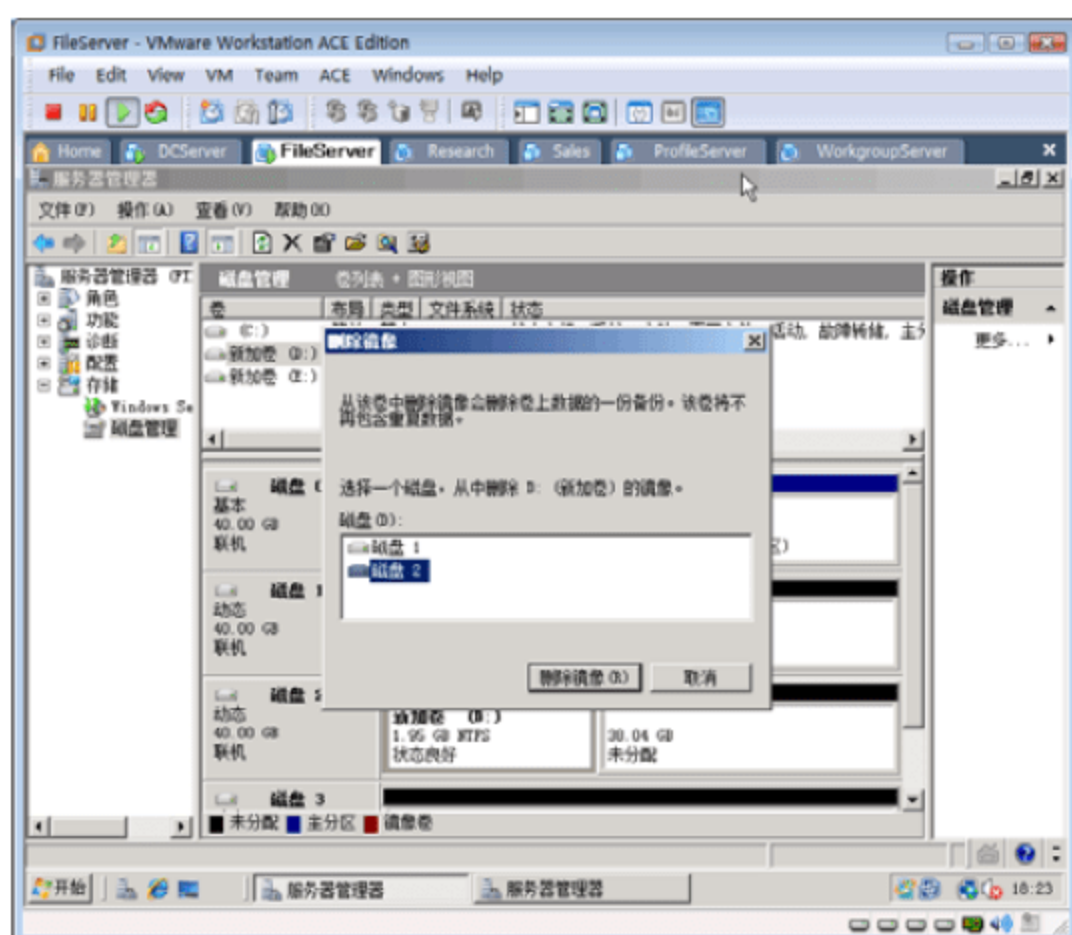 FileServer - VMware Workstation ACE Edition
File Edit View VM Team ACE Windows Help
Home DCServer FileServer Research Sales ProfileServer WorkgroupServer
服务器管理器
文件(F) 操作(A) 查看(V) 帮助(H)
服务器管理器 (FI
角色
功能
诊断
配置
存储
Windows Se
磁盘管理
磁盘管理 卷列表 + 图形视图
卷 布局 类型 文件系统 状态
(C:)
活动, 故障转储, 主分
新加卷 (D:)
新加卷 (E:)
操作
磁盘管理
更多...
删除镜像
从该卷中删除镜像会删除卷上数据的一份备份。该卷将不
再包含重复数据。
选择一个磁盘，从中删除 D: (新加卷) 的镜像。
磁盘(D):
磁盘 1
磁盘 2
删除镜像(R) 取消
磁盘
基本
40.00 GB
联机
区)
磁盘 1
动态
40.00 GB
联机
磁盘 2
动态
40.00 GB
联机
新加卷 (D:)
1.95 GB NTFS
状态良好
38.04 GB
未分配
磁盘 3
未分配 主分区 镜像卷
开始 服务器管理器 服务器管理器 18:23